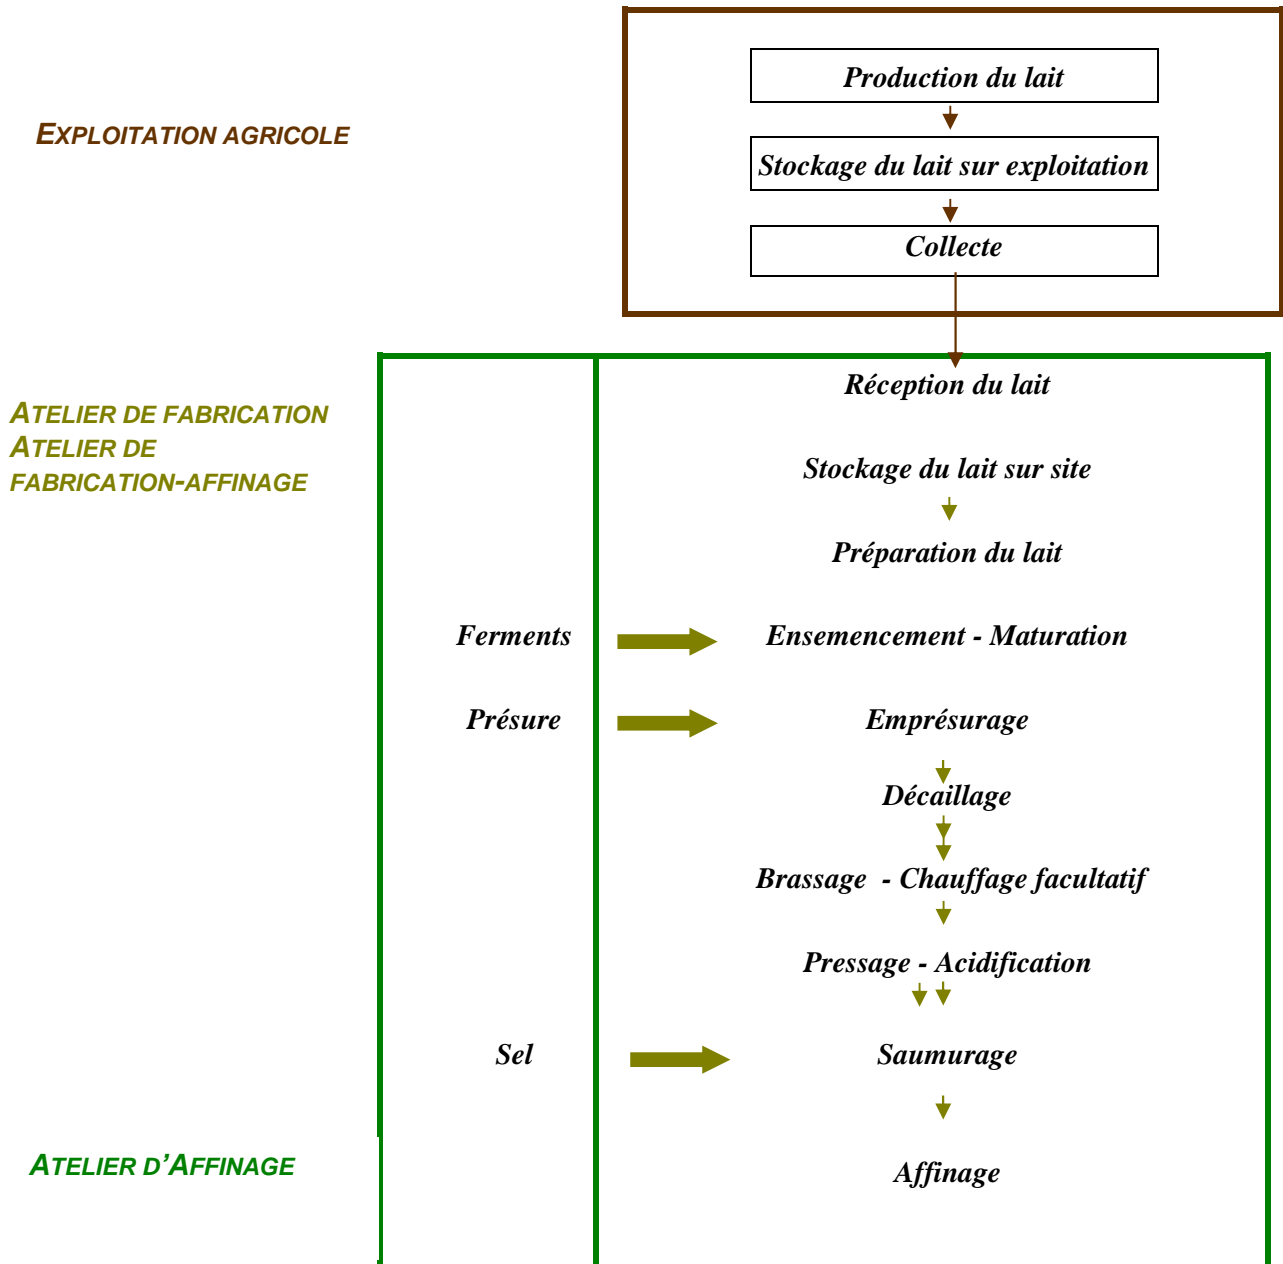 Production du lait
EXPLOITATION AGRICOLE
Stockage du lait sur exploitation
Collecte
Réception du lait
ATELIER DE FABRICATION
ATELIER DE
FABRICATION-AFFINAGE
Stockage du lait sur site
Préparation du lait
Ferments
Ensemencement - Maturation
Présure
Emprésurage
Décaillage
Brassage - Chauffage facultatif
Pressage - Acidification
Sel
Saumurage
ATELIER D'AFFINAGE
Affinage